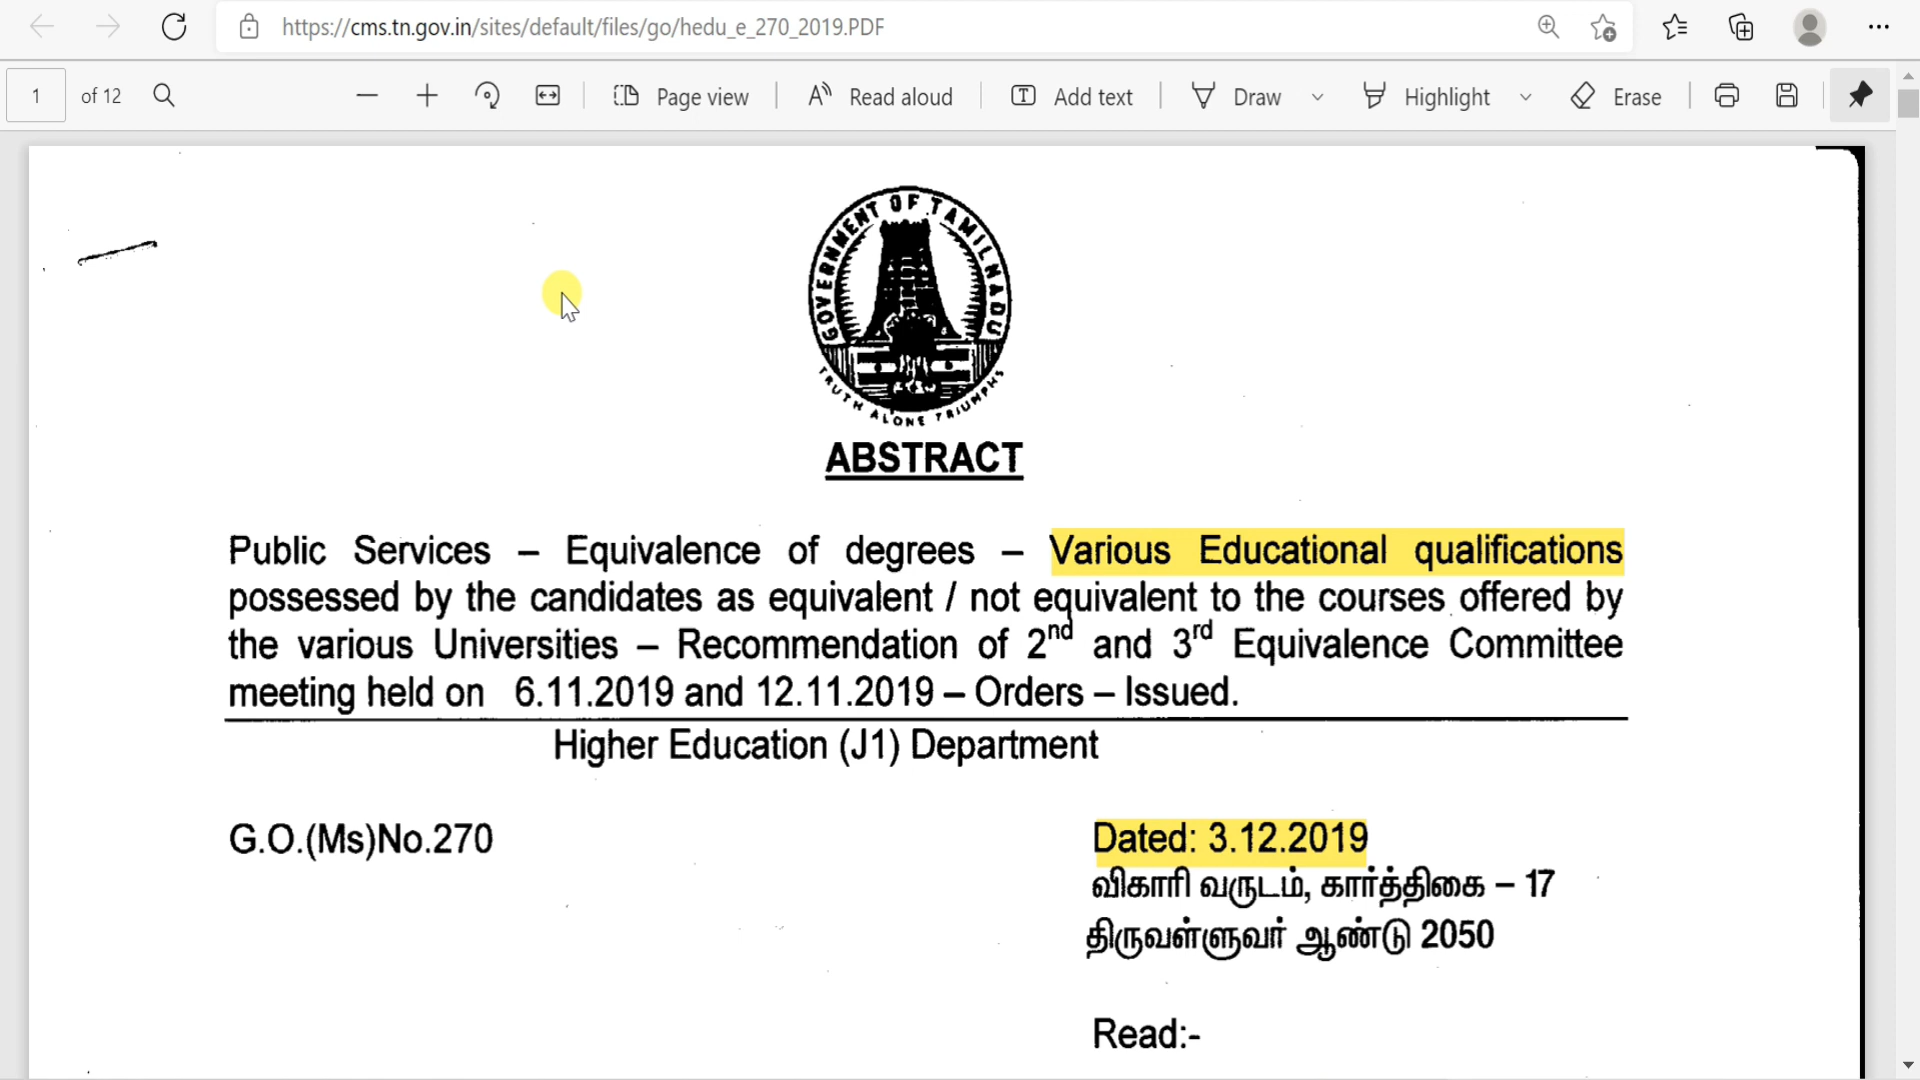 https://cms.tn.gov.in/sites/default/files/go/hedu_e_270_2019.PDF
1 of 12 Page view Read aloud Add text Draw Highlight Erase
GOVERNMENT OF TAMILNADU
TRUTH ALONE TRIUMPHS
ABSTRACT
Public Services – Equivalence of degrees – Various Educational qualifications
possessed by the candidates as equivalent / not equivalent to the courses offered by
the various Universities – Recommendation of 2nd and 3rd Equivalence Committee
meeting held on 6.11.2019 and 12.11.2019 – Orders – Issued.
Higher Education (J1) Department
G.O.(Ms)No.270
Dated: 3.12.2019
விகாரி வருடம், கார்த்திகை – 17
திருவள்ளுவர் ஆண்டு 2050
Read:-